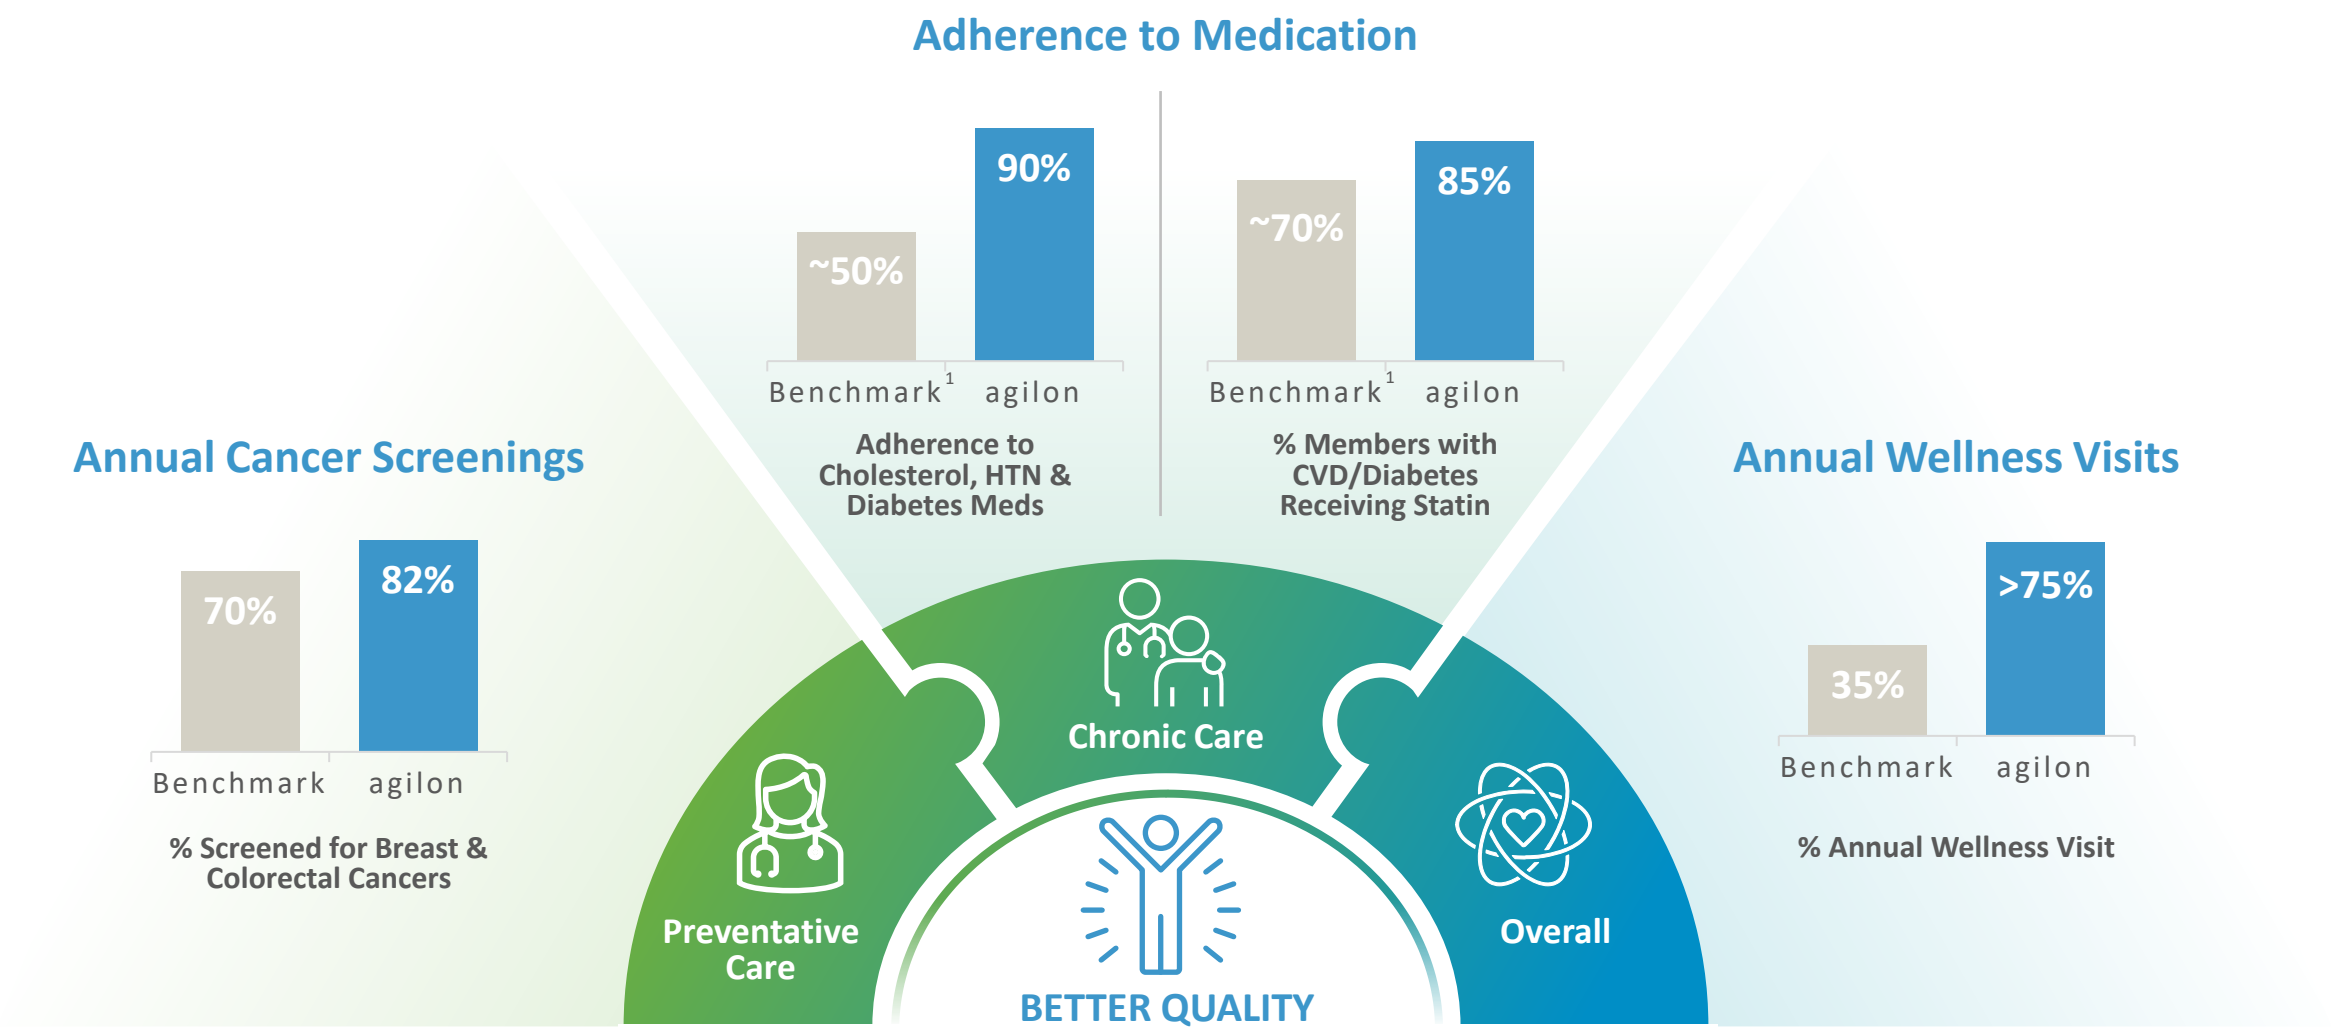 Adherence to Medication
90%
~50%
85%
~70%
Benchmark1 agilon
Benchmark1 agilon
Adherence to
Cholesterol, HTN &
Diabetes Meds
% Members with
CVD/Diabetes
Receiving Statin
Annual Cancer Screenings
70%
82%
Benchmark agilon
% Screened for Breast &
Colorectal Cancers
Annual Wellness Visits
35%
>75%
Benchmark agilon
% Annual Wellness Visit
Chronic Care
Preventative
Care
Overall
BETTER QUALITY